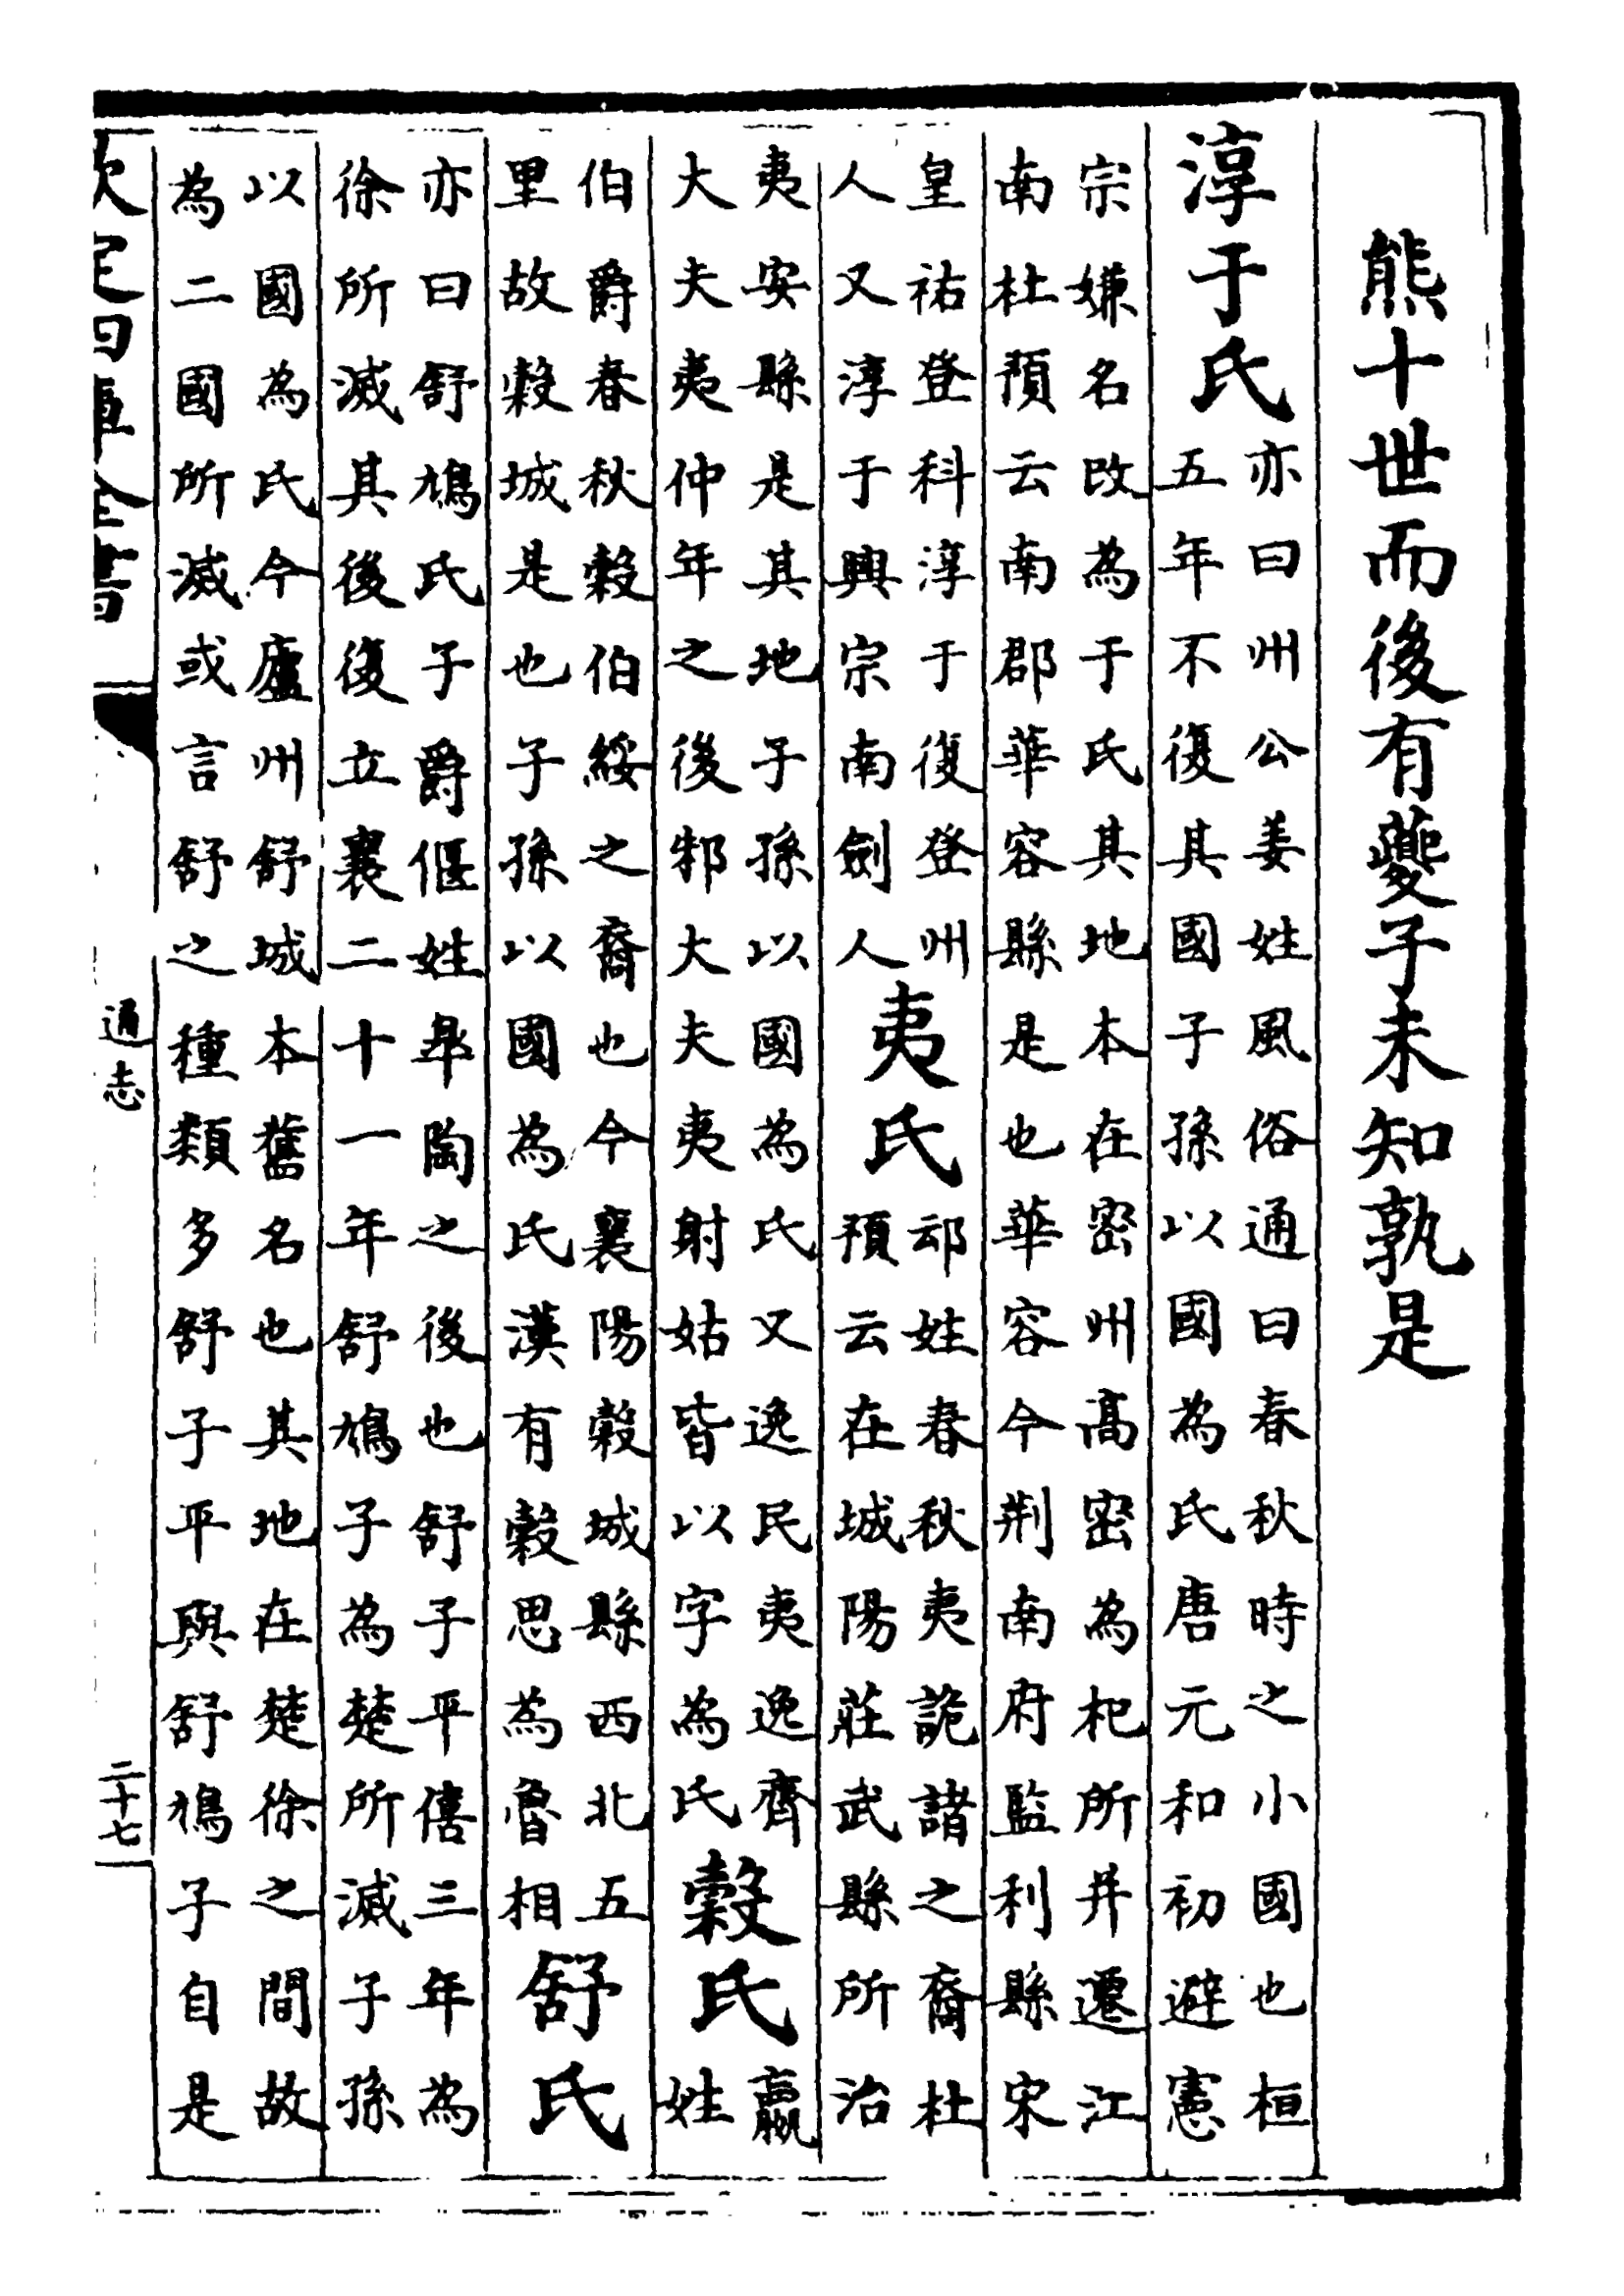 熊十世而後有夔子未知孰是
淳于氏
亦曰州公姜姓風俗通曰春秋時之小國也桓
五年不復其國子孫以國為氏唐元和初避憲
宗嫌名改為于氏其地本在密州高密為杞所并遷江
南杜預云南郡華容縣是也華容今荆南府監利縣宋
皇祐登科淳于復登州
人又淳于興宗南劍人
夷氏
䢵姓春秋夷詭諸之裔杜
預云在城陽莊武縣所治
夷安縣是其地子孫以國為氏又逸民夷逸齊
大夫夷仲年之後邾大夫夷射姑皆以字為氏
穀氏
嬴
姓
伯爵春秋穀伯綏之裔也今襄陽穀城縣西北五
里故穀城是也子孫以國為氏漢有穀思為魯相
舒氏
亦曰舒鳩氏子爵偃姓臯陶之後也舒子平僖三年為
徐所滅其後復立襄二十一年舒鳩子為楚所滅子孫
以國為氏今廬州舒城本舊名也其地在楚徐之間故
為二國所滅或言舒之種類多舒子平與舒鳩子自是
欽定四庫全書
通志
二十七